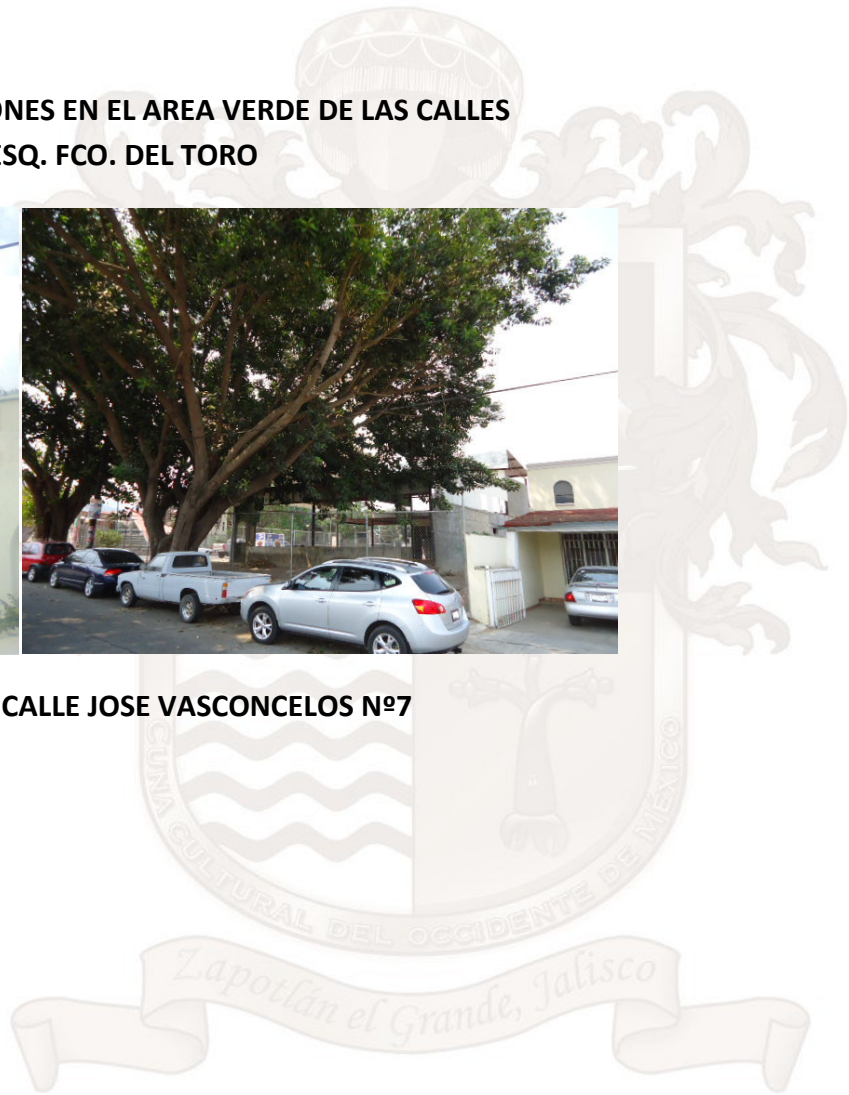 ONES EN EL AREA VERDE DE LAS CALLES
ESQ. FCO. DEL TORO
CALLE JOSE VASCONCELOS Nº7
CUNA CULTURAL DEL OCCIDENTE DE MÉXICO
Zapotlán el Grande, Jalisco